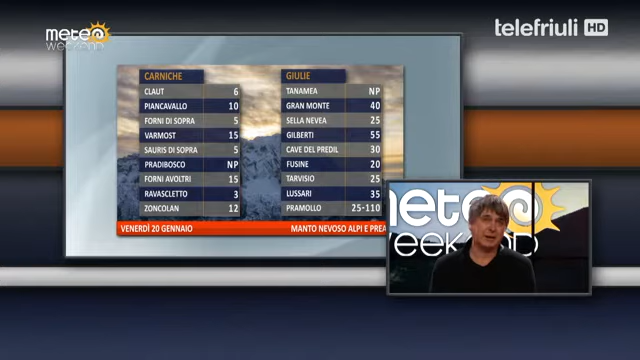 meteo
WEEKEND
telefriuli HD
CARNICHE
CLAUT 6
PIANCAVALLO 10
FORNI DI SOPRA 5
VARMOST 15
SAURIS DI SOPRA 5
PRADIBOSCO NP
FORNI AVOLTRI 15
RAVASCLETTO 3
ZONCOLAN 12
GIULIE
TANAMEA NP
GRAN MONTE 40
SELLA NEVEA 25
GILBERTI 55
CAVE DEL PREDIL 30
FUSINE 20
TARVISIO 25
LUSSARI 35
PRAMOLLO 25-110
VENERDÌ 20 GENNAIO MANTO NEVOSO ALPI E PREA
meteo
WEEKEND